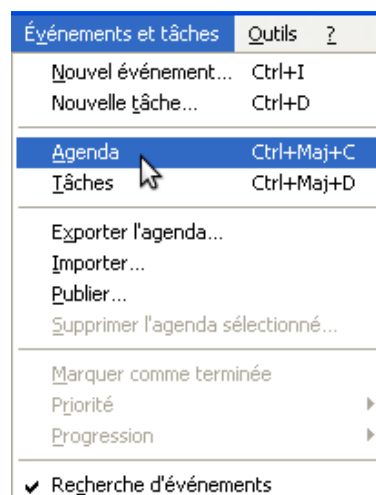 Événements et tâches Outils ?
Nouvel événement... Ctrl+I
Nouvelle tâche... Ctrl+D
Agenda Ctrl+Maj+C
Tâches Ctrl+Maj+D
Exporter l'agenda...
Importer...
Publier...
Supprimer l'agenda sélectionné...
Marquer comme terminée
Priorité
Progression
Recherche d'événements